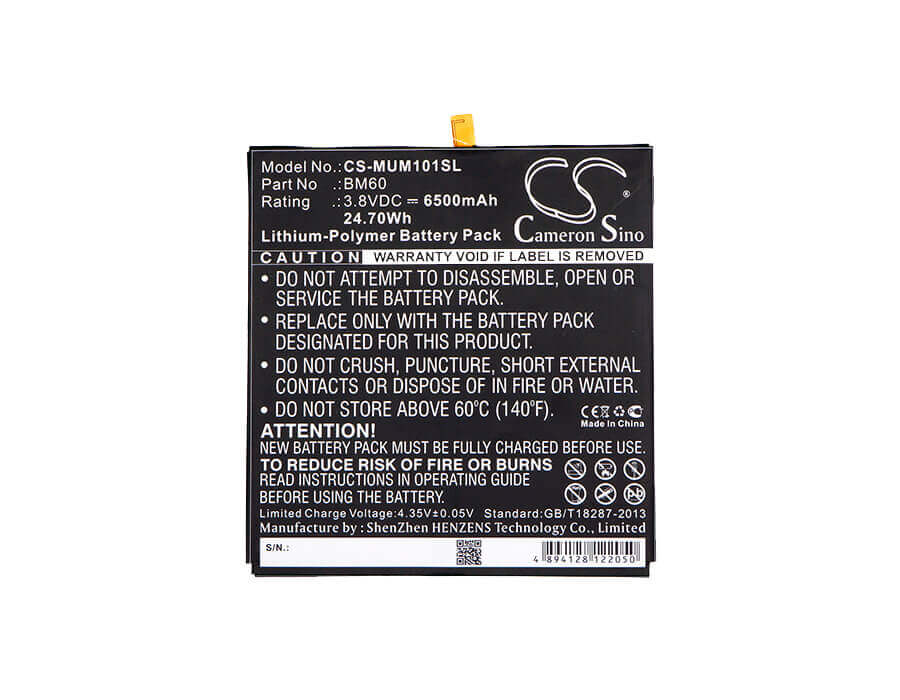 Model No.: CS-MUM101SL
Part No .: BM60
Rating .: 3.8VDC ⎓ 6500mAh
24.70Wh
Lithium-Polymer Battery Pack
CS
Cameron Sino
CAUTION WARRANTY VOID IF LABEL IS REMOVED
• DO NOT ATTEMPT TO DISASSEMBLE, OPEN OR
SERVICE THE BATTERY PACK.
• REPLACE ONLY WITH THE BATTERY PACK
DESIGNATED FOR THIS PRODUCT.
• DO NOT CRUSH, PUNCTURE, SHORT EXTERNAL
CONTACTS OR DISPOSE OF IN FIRE OR WATER.
• DO NOT STORE ABOVE 60°C (140°F).
CE
Made In China
ATTENTION!
NEW BATTERY PACK MUST BE FULLY CHARGED BEFORE USE.
TO REDUCE RISK OF FIRE OR BURNS
READ INSTRUCTIONS IN OPERATING GUIDE
BEFORE USING THE BATTERY.
Pb
Limited Charge Voltage:4.35V±0.05V Standard:GB/T18287-2013
Manufacture by : ShenZhen HENZENS Technology Co., Limited
S/N.:
4 894128 122050